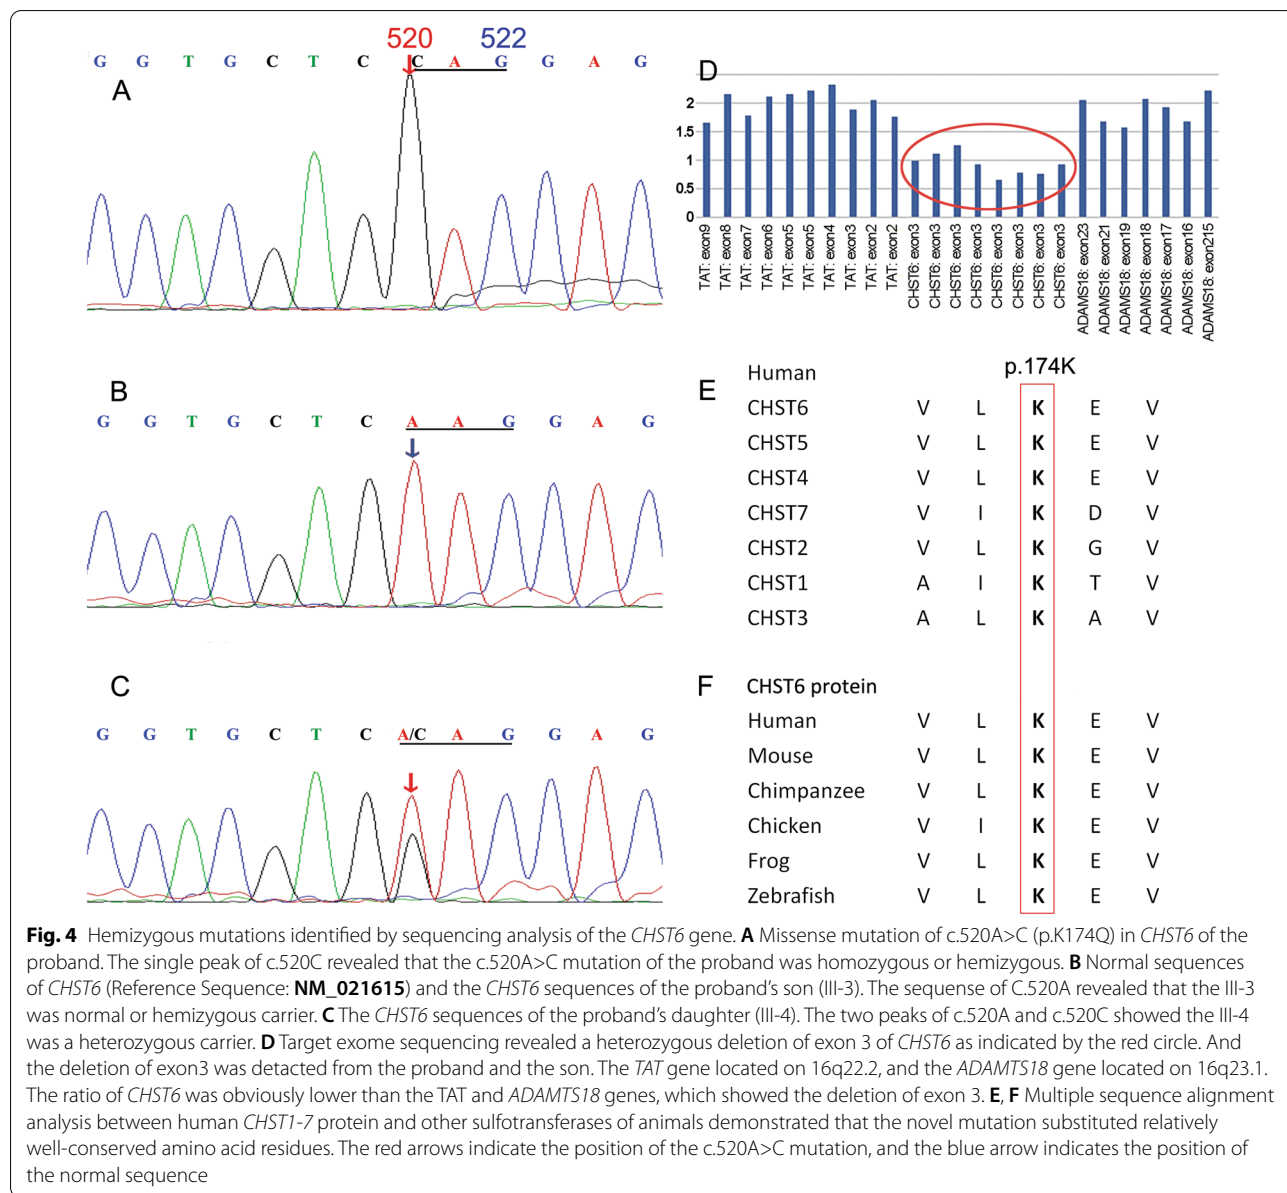 520
522
G G T G C T C C A G G A G
A
B
G G T G C T C A A G G A G
C
G G T G C T C A/C A G G A G
D
2
1.5
1
0.5
0
TAT: exon9
TAT: exon8
TAT: exon7
TAT: exon6
TAT: exon5
TAT: exon5
TAT: exon4
TAT: exon3
TAT: exon2
TAT: exon2
CHST6: exon3
CHST6: exon3
CHST6: exon3
CHST6: exon3
CHST6: exon3
CHST6: exon3
CHST6: exon3
CHST6: exon3
ADAMS18: exon23
ADAMS18: exon21
ADAMS18: exon19
ADAMS18: exon18
ADAMS18: exon17
ADAMS18: exon16
ADAMS18: exon215
E
Human
p.174K
CHST6 V L K E V
CHST5 V L K E V
CHST4 V L K E V
CHST7 V I K D V
CHST2 V L K G V
CHST1 A I K T V
CHST3 A L K A V
F
CHST6 protein
Human V L K E V
Mouse V L K E V
Chimpanzee V L K E V
Chicken V I K E V
Frog V L K E V
Zebrafish V L K E V
Fig. 4 Hemizygous mutations identified by sequencing analysis of the CHST6 gene. A Missense mutation of c.520A>C (p.K174Q) in CHST6 of the
proband. The single peak of c.520C revealed that the c.520A>C mutation of the proband was homozygous or hemizygous. B Normal sequences
of CHST6 (Reference Sequence: NM_021615) and the CHST6 sequences of the proband's son (III-3). The sequense of C.520A revealed that the III-3
was normal or hemizygous carrier. C The CHST6 sequences of the proband's daughter (III-4). The two peaks of c.520A and c.520C showed the III-4
was a heterozygous carrier. D Target exome sequencing revealed a heterozygous deletion of exon 3 of CHST6 as indicated by the red circle. And
the deletion of exon3 was detacted from the proband and the son. The TAT gene located on 16q22.2, and the ADAMTS18 gene located on 16q23.1.
The ratio of CHST6 was obviously lower than the TAT and ADAMTS18 genes, which showed the deletion of exon 3. E, F Multiple sequence alignment
analysis between human CHST1-7 protein and other sulfotransferases of animals demonstrated that the novel mutation substituted relatively
well-conserved amino acid residues. The red arrows indicate the position of the c.520A>C mutation, and the blue arrow indicates the position of
the normal sequence